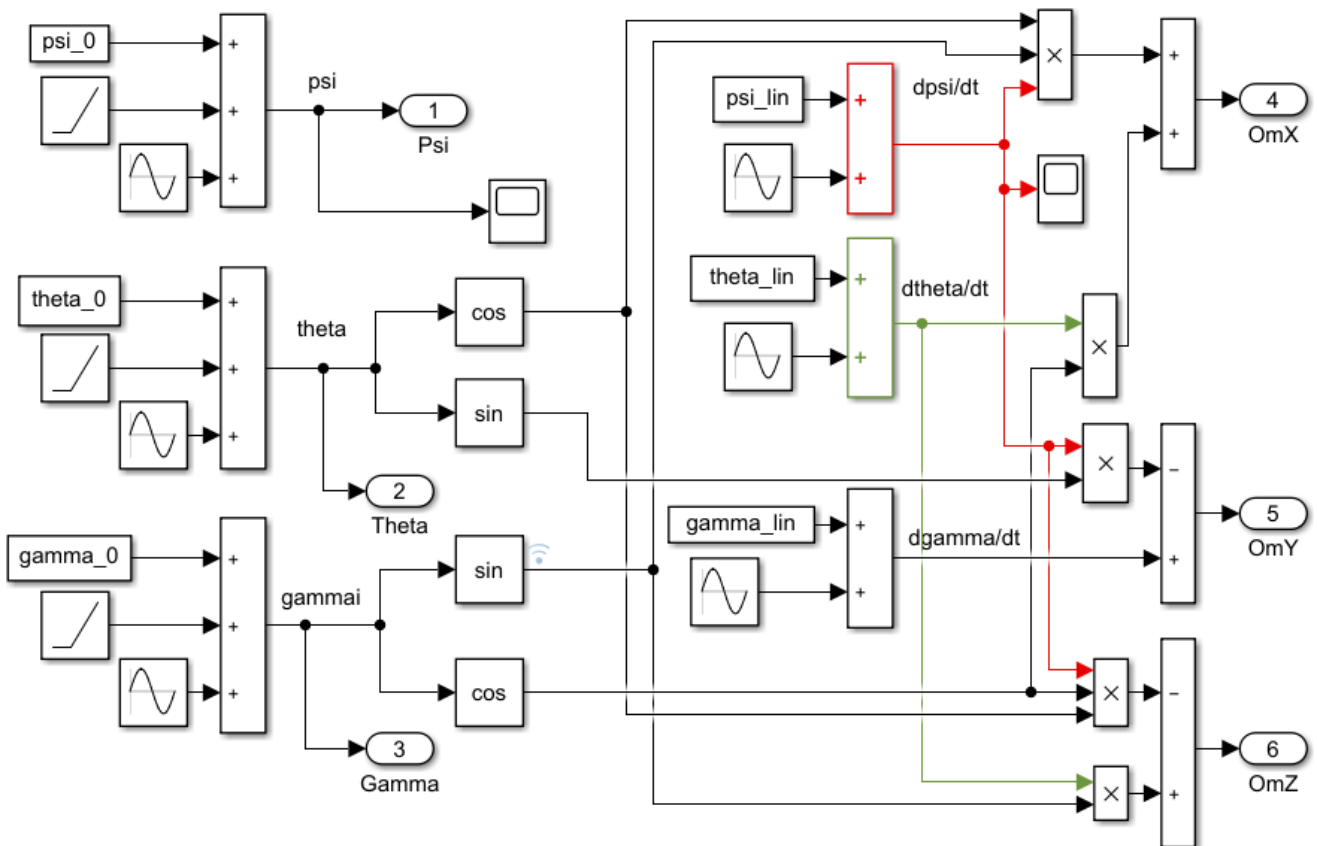 psi_0
+
+
+
psi
1
Psi
psi_lin
+
+
dpsi/dt
×
+
+
4
OmX
theta_0
+
+
+
theta
2
Theta
cos
sin
theta_lin
+
+
dtheta/dt
×
×
−
+
5
OmY
gamma_0
+
+
+
gammai
3
Gamma
sin
cos
gamma_lin
+
+
dgamma/dt
×
×
−
+
6
OmZ